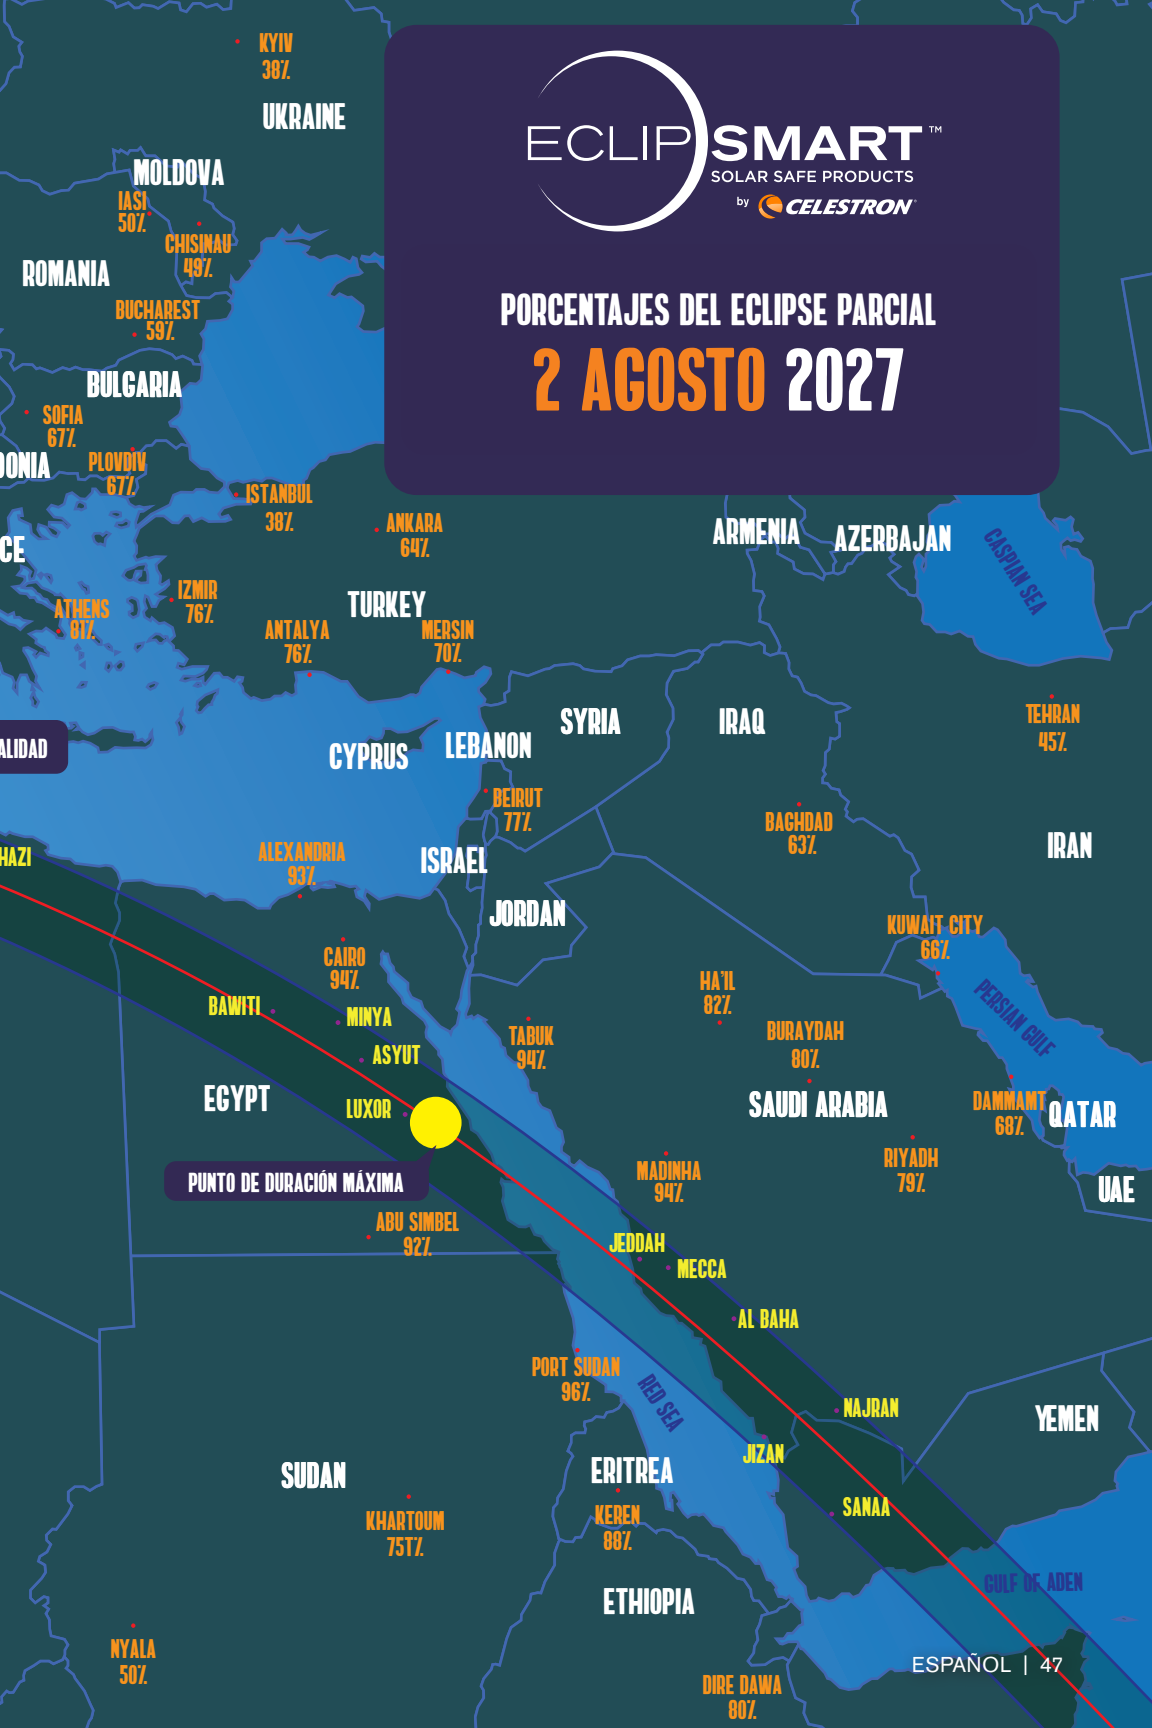 KYIV
38%
UKRAINE
MOLDOVA
IASI
50%
CHISINAU
49%
ROMANIA
BUCHAREST
59%
BULGARIA
SOFIA
67%
DONIA
PLOVDIV
67%
ECLIPSMART™
SOLAR SAFE PRODUCTS
by CELESTRON®
PORCENTAJES DEL ECLIPSE PARCIAL
2 AGOSTO 2027
ISTANBUL
38%
ANKARA
64%
CE
IZMIR
76%
ATHENS
81%
TURKEY
ANTALYA
76%
MERSIN
70%
ARMENIA
AZERBAJAN
CASPIAN SEA
ALIDAD
CYPRUS
LEBANON
SYRIA
IRAQ
TEHRAN
45%
BEIRUT
77%
BAGHDAD
63%
IRAN
HAZI
ALEXANDRIA
93%
ISRAEL
JORDAN
KUWAIT CITY
66%
CAIRO
94%
HA'IL
82%
PERSIAN GULF
BAWITI
MINYA
TABUK
94%
BURAYDAH
80%
ASYUT
EGYPT
LUXOR
SAUDI ARABIA
DAMMAMT
68%
QATAR
PUNTO DE DURACIÓN MÁXIMA
MADINHA
94%
RIYADH
79%
UAE
ABU SIMBEL
92%
JEDDAH
MECCA
AL BAHA
PORT SUDAN
96%
RED SEA
NAJRAN
YEMEN
JIZAN
SUDAN
ERITREA
SANAA
KHARTOUM
75T%
KEREN
88%
GULF OF ADEN
ETHIOPIA
NYALA
50%
DIRE DAWA
80%
ESPAÑOL | 47